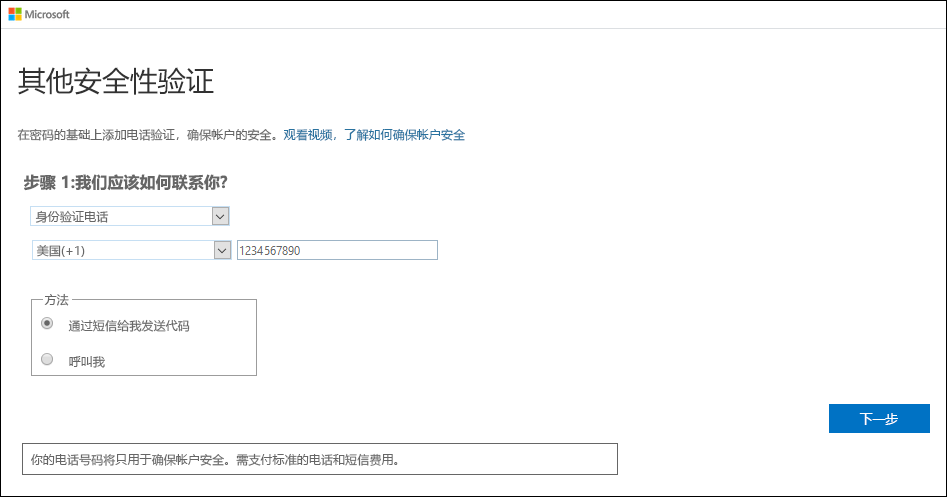 Microsoft
其他安全性验证
在密码的基础上添加电话验证，确保帐户的安全。观看视频，了解如何确保帐户安全
步骤 1:我们应该如何联系你?
身份验证电话
美国(+1) 1234567890
方法
通过短信给我发送代码
呼叫我
下一步
你的电话号码将只用于确保帐户安全。需支付标准的电话和短信费用。